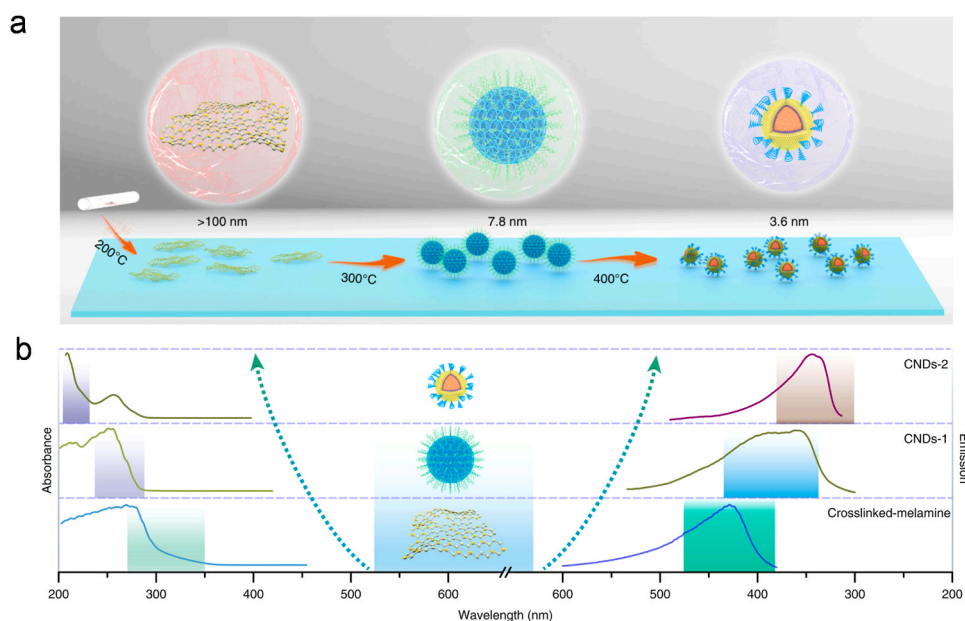 a
>100 nm
7.8 nm
3.6 nm
200°C
300°C
400°C
b
Absorbance
Emission
CNDs-2
CNDs-1
Crosslinked-melamine
200 300 400 500 600 600 500 400 300 200
Wavelength (nm)